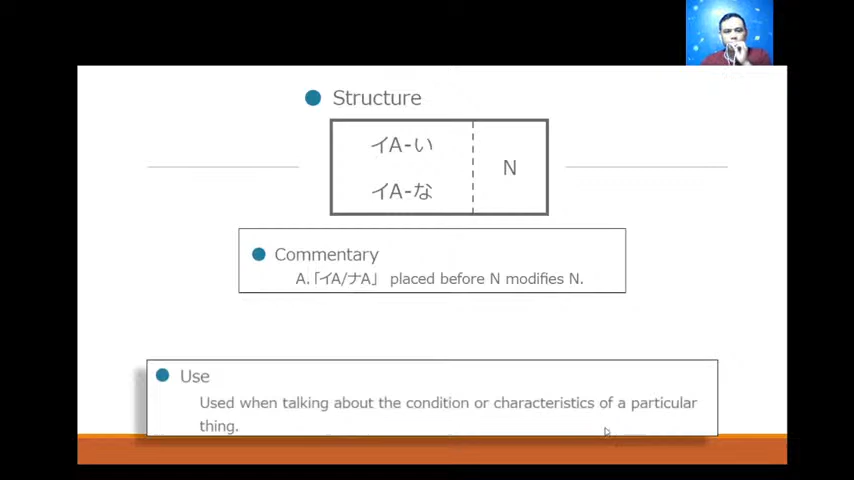 Structure
イA-い
N
イA-な
Commentary
A.「イA/ナA」 placed before N modifies N.
Use
Used when talking about the condition or characteristics of a particular
thing.